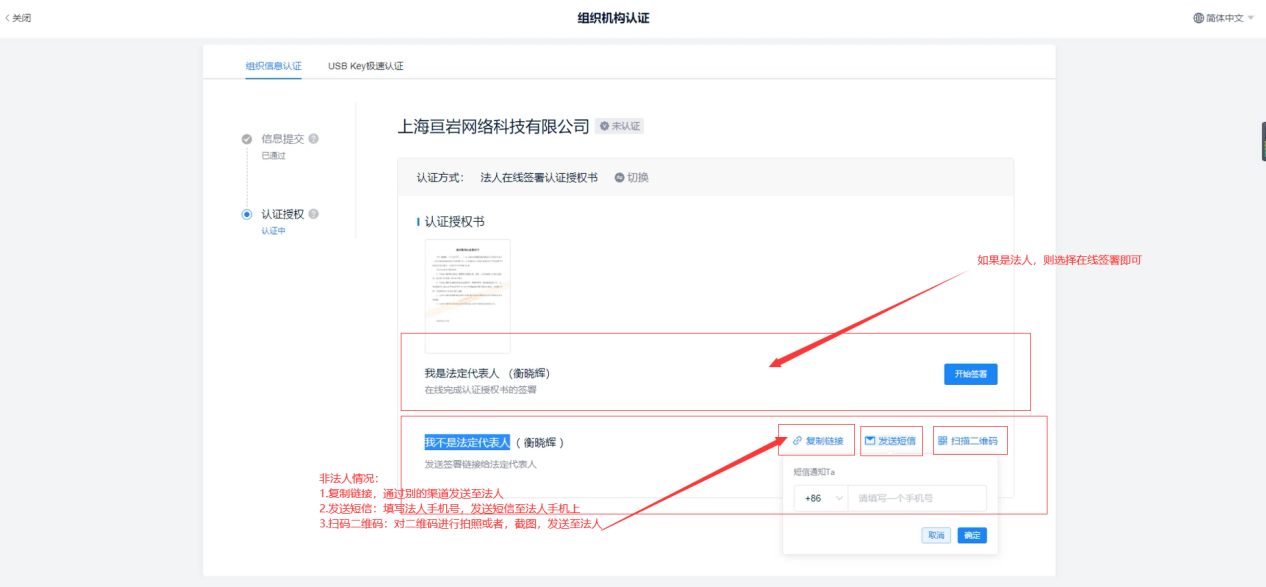 关闭
组织机构认证
简体中文
组织信息认证
USB Key极速认证
信息提交
已通过
认证授权
认证中
上海亘岩网络科技有限公司
未认证
认证方式： 法人在线签署认证授权书
切换
认证授权书
如果是法人，则选择在线签署即可
我是法定代表人 （衡晓辉）
在线完成认证授权书的签署
开始签署
我不是法定代表人 （ 衡晓辉 ）
发送签署链接给法定代表人
复制链接
发送短信
扫描二维码
短信通知Ta
+86
请填写一个手机号
取消
确定
非法人情况：
1.复制链接，通过别的渠道发送至法人
2.发送短信：填写法人手机号，发送短信至法人手机上
3.扫码二维码：对二维码进行拍照或者，截图，发送至法人